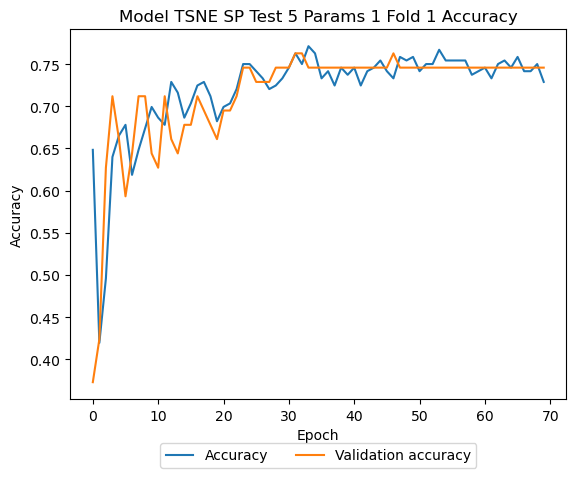 Model TSNE SP Test 5 Params 1 Fold 1 Accuracy
0.75
0.70
0.65
0.60
0.55
0.50
0.45
0.40
Accuracy
0 10 20 30 40 50 60 70
Epoch
Accuracy Validation accuracy